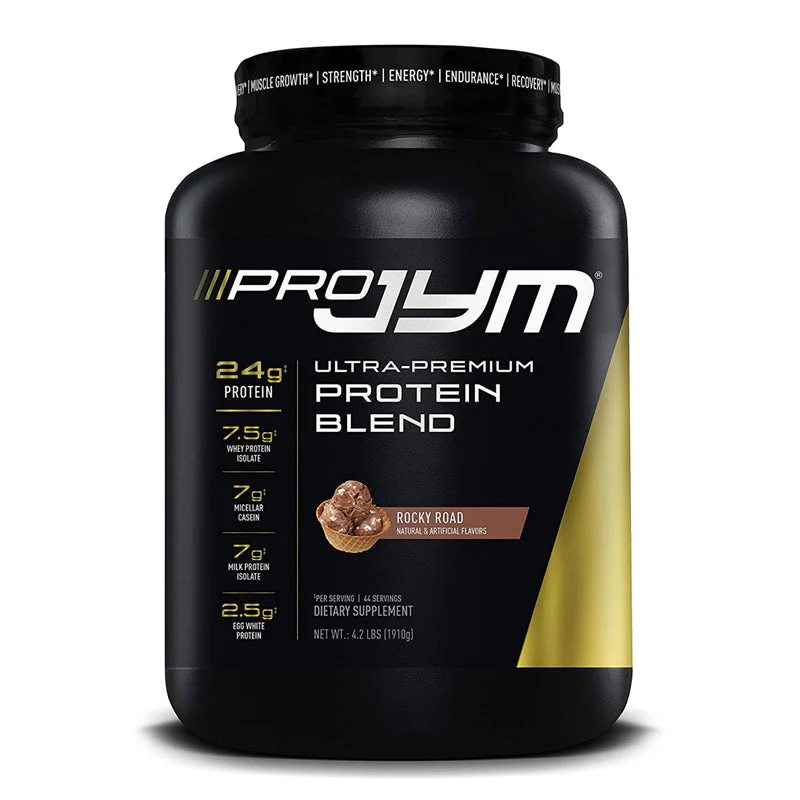 MUSCLE GROWTH* | STRENGTH* | ENERGY* | ENDURANCE* | RECOVERY* |
PRO JYM®
24g‡
PROTEIN
7.5g‡
WHEY PROTEIN
ISOLATE
7g‡
MICELLAR
CASEIN
7g‡
MILK PROTEIN
ISOLATE
2.5g‡
EGG WHITE
PROTEIN
ULTRA-PREMIUM
PROTEIN
BLEND
ROCKY ROAD
NATURAL & ARTIFICIAL FLAVORS
‡PER SERVING | 44 SERVINGS
DIETARY SUPPLEMENT
NET WT.: 4.2 LBS (1910g)